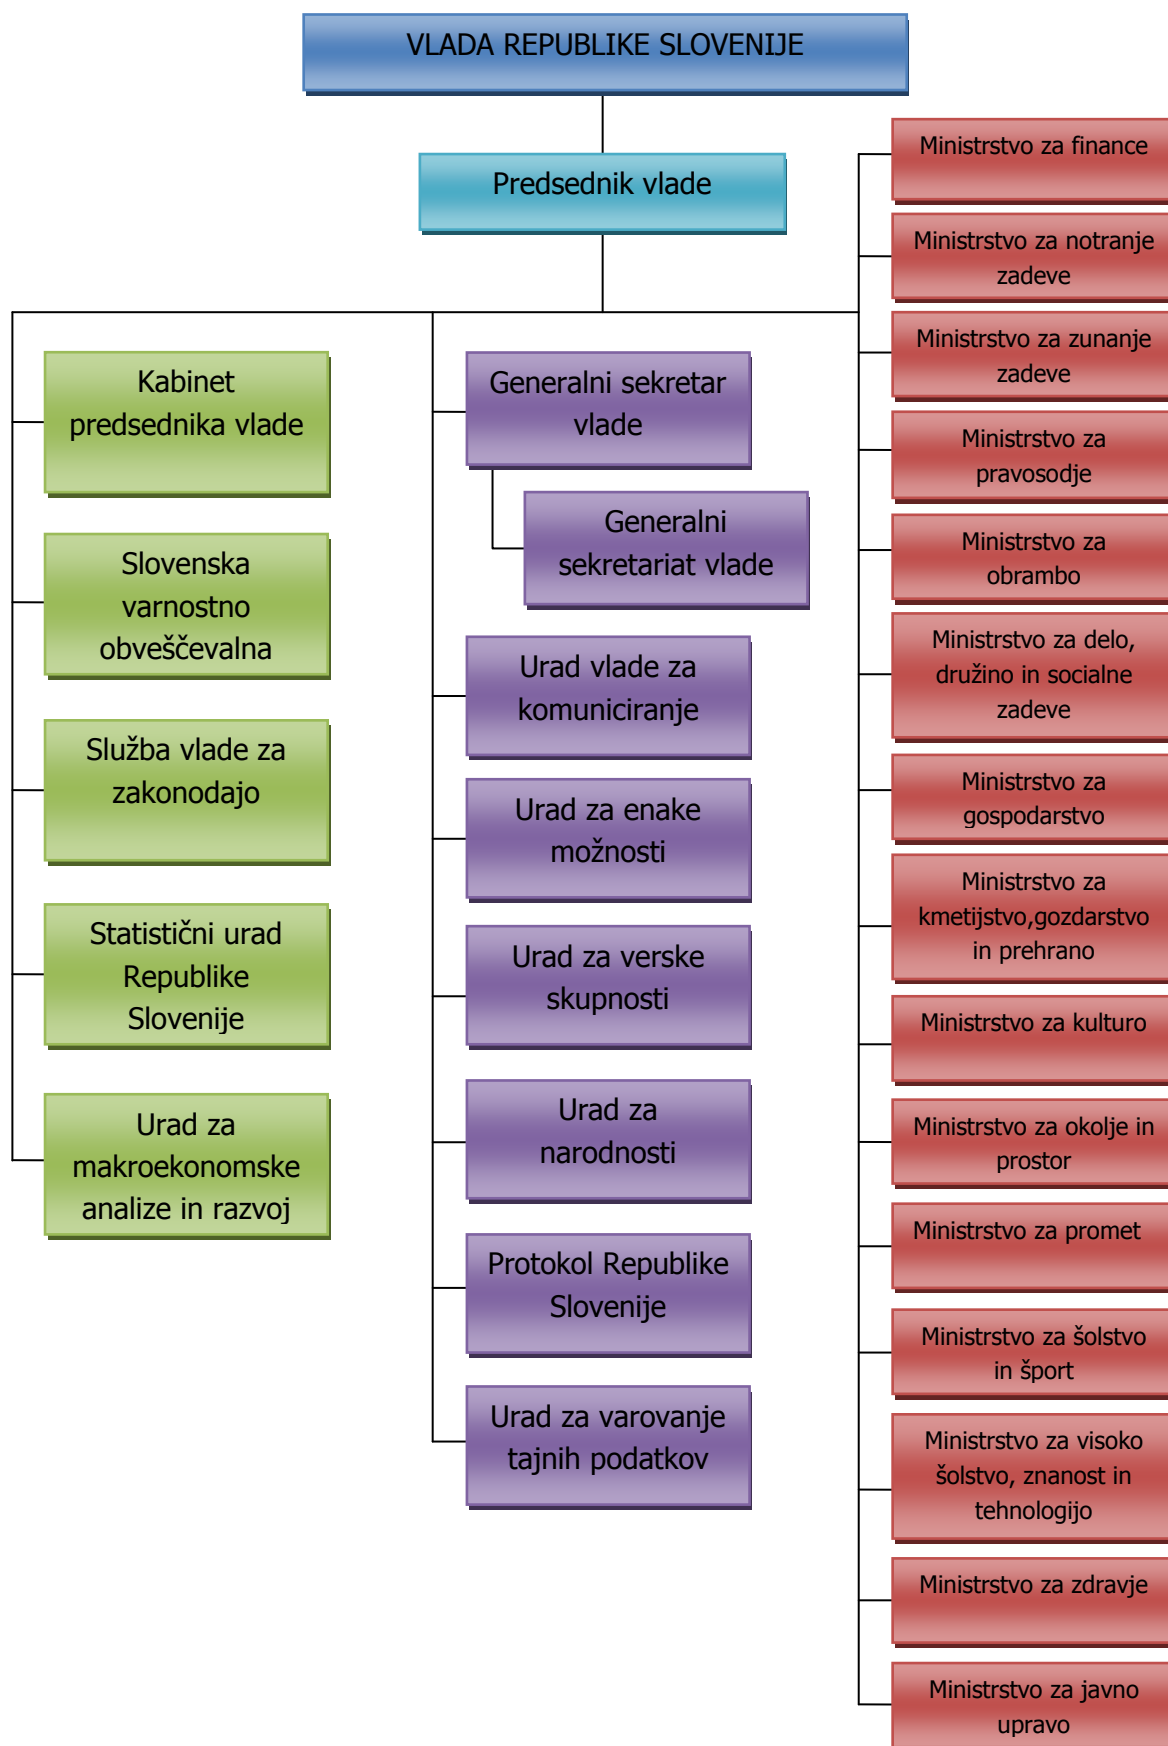 VLADA REPUBLIKE SLOVENIJE
Predsednik vlade
Kabinet
predsednika vlade
Slovenska
varnostno
obveščevalna
Služba vlade za
zakonodajo
Statistični urad
Republike
Slovenije
Urad za
makroekonomske
analize in razvoj
Generalni sekretar
vlade
Generalni
sekretariat vlade
Urad vlade za
komuniciranje
Urad za enake
možnosti
Urad za verske
skupnosti
Urad za
narodnosti
Protokol Republike
Slovenije
Urad za varovanje
tajnih podatkov
Ministrstvo za finance
Ministrstvo za notranje
zadeve
Ministrstvo za zunanje
zadeve
Ministrstvo za
pravosodje
Ministrstvo za
obrambo
Ministrstvo za delo,
družino in socialne
zadeve
Ministrstvo za
gospodarstvo
Ministrstvo za
kmetijstvo,gozdarstvo
in prehrano
Ministrstvo za kulturo
Ministrstvo za okolje in
prostor
Ministrstvo za promet
Ministrstvo za šolstvo
in šport
Ministrstvo za visoko
šolstvo, znanost in
tehnologijo
Ministrstvo za zdravje
Ministrstvo za javno
upravo